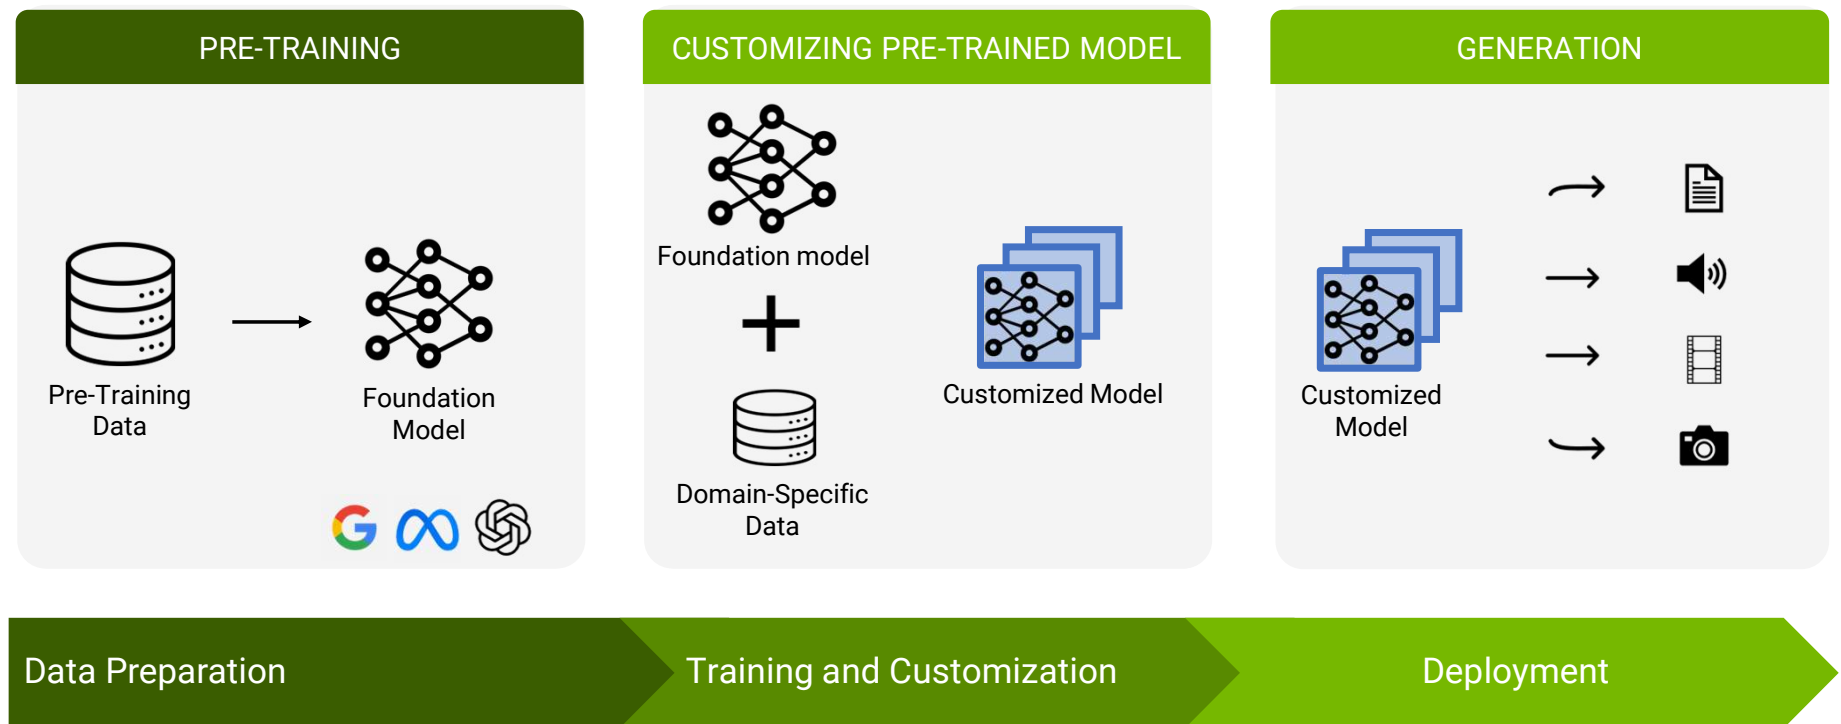 PRE-TRAINING
Pre-Training
Data
Foundation
Model
CUSTOMIZING PRE-TRAINED MODEL
Foundation model
Domain-Specific
Data
Customized Model
GENERATION
Customized
Model
Data Preparation
Training and Customization
Deployment